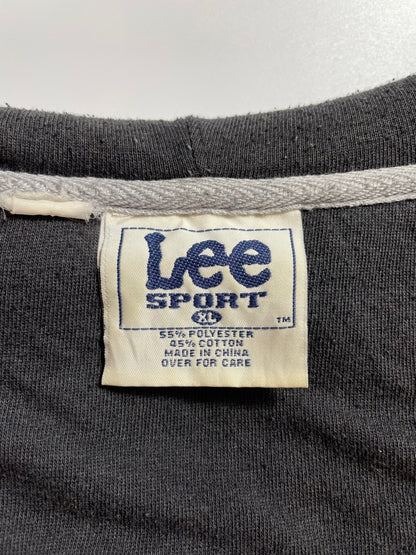 Lee
SPORT
XL
TM
55% POLYESTER
45% COTTON
MADE IN CHINA
OVER FOR CARE